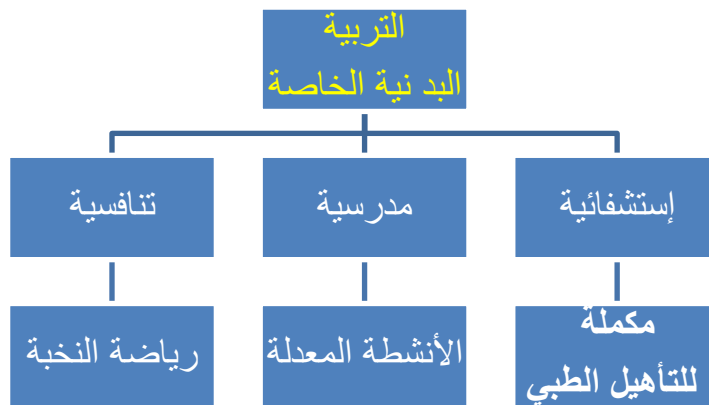 التربية
البد نية الخاصة
إستشفائية
مدرسية
تنافسية
مكملة
للتأهيل الطبي
الأنشطة المعدلة
رياضة النخبة